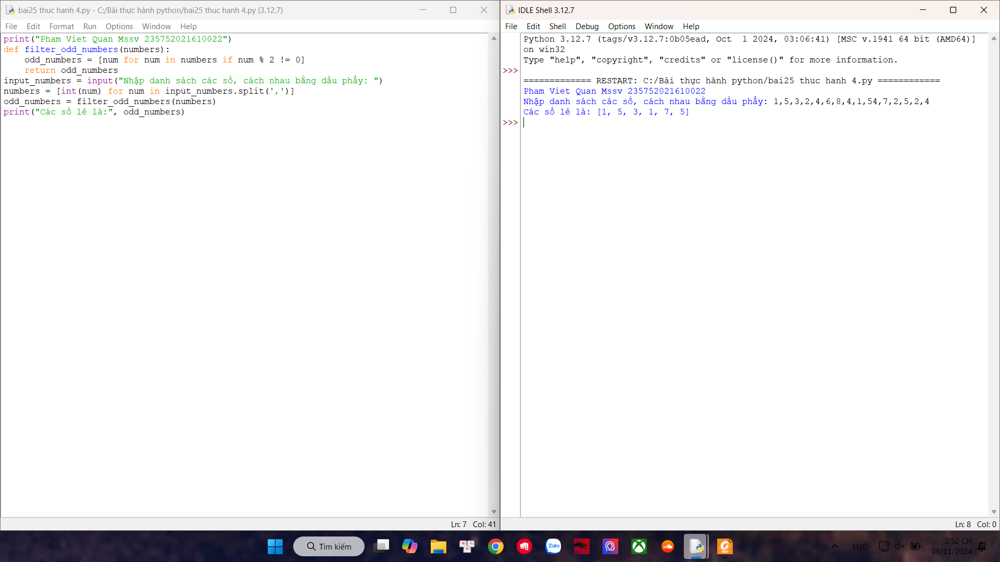 bai25 thuc hanh 4.py - C:/Bài thực hành python/bai25 thuc hanh 4.py (3.12.7)
File Edit Format Run Options Window Help
print("Pham Viet Quan Mssv 235752021610022")
def filter_odd_numbers(numbers):
    odd_numbers = [num for num in numbers if num % 2 != 0]
    return odd_numbers
input_numbers = input("Nhập danh sách các số, cách nhau bằng dấu phẩy: ")
numbers = [int(num) for num in input_numbers.split(',')]
odd_numbers = filter_odd_numbers(numbers)
print("Các số lẻ là:", odd_numbers)
Ln: 7 Col: 41
IDLE Shell 3.12.7
File Edit Shell Debug Options Window Help
Python 3.12.7 (tags/v3.12.7:0b05ead, Oct  1 2024, 03:06:41) [MSC v.1941 64 bit (AMD64)]
on win32
Type "help", "copyright", "credits" or "license()" for more information.
>>>
============= RESTART: C:/Bài thực hành python/bai25 thuc hanh 4.py ============
Pham Viet Quan Mssv 235752021610022
Nhập danh sách các số, cách nhau bằng dấu phẩy: 1,5,3,2,4,6,8,4,1,54,7,2,5,2,4
Các số lẻ là: [1, 5, 3, 1, 7, 5]
>>>
Ln: 8 Col: 0
Tìm kiếm
Zalo
PDF
ENG
2:52 CH
08/11/2024